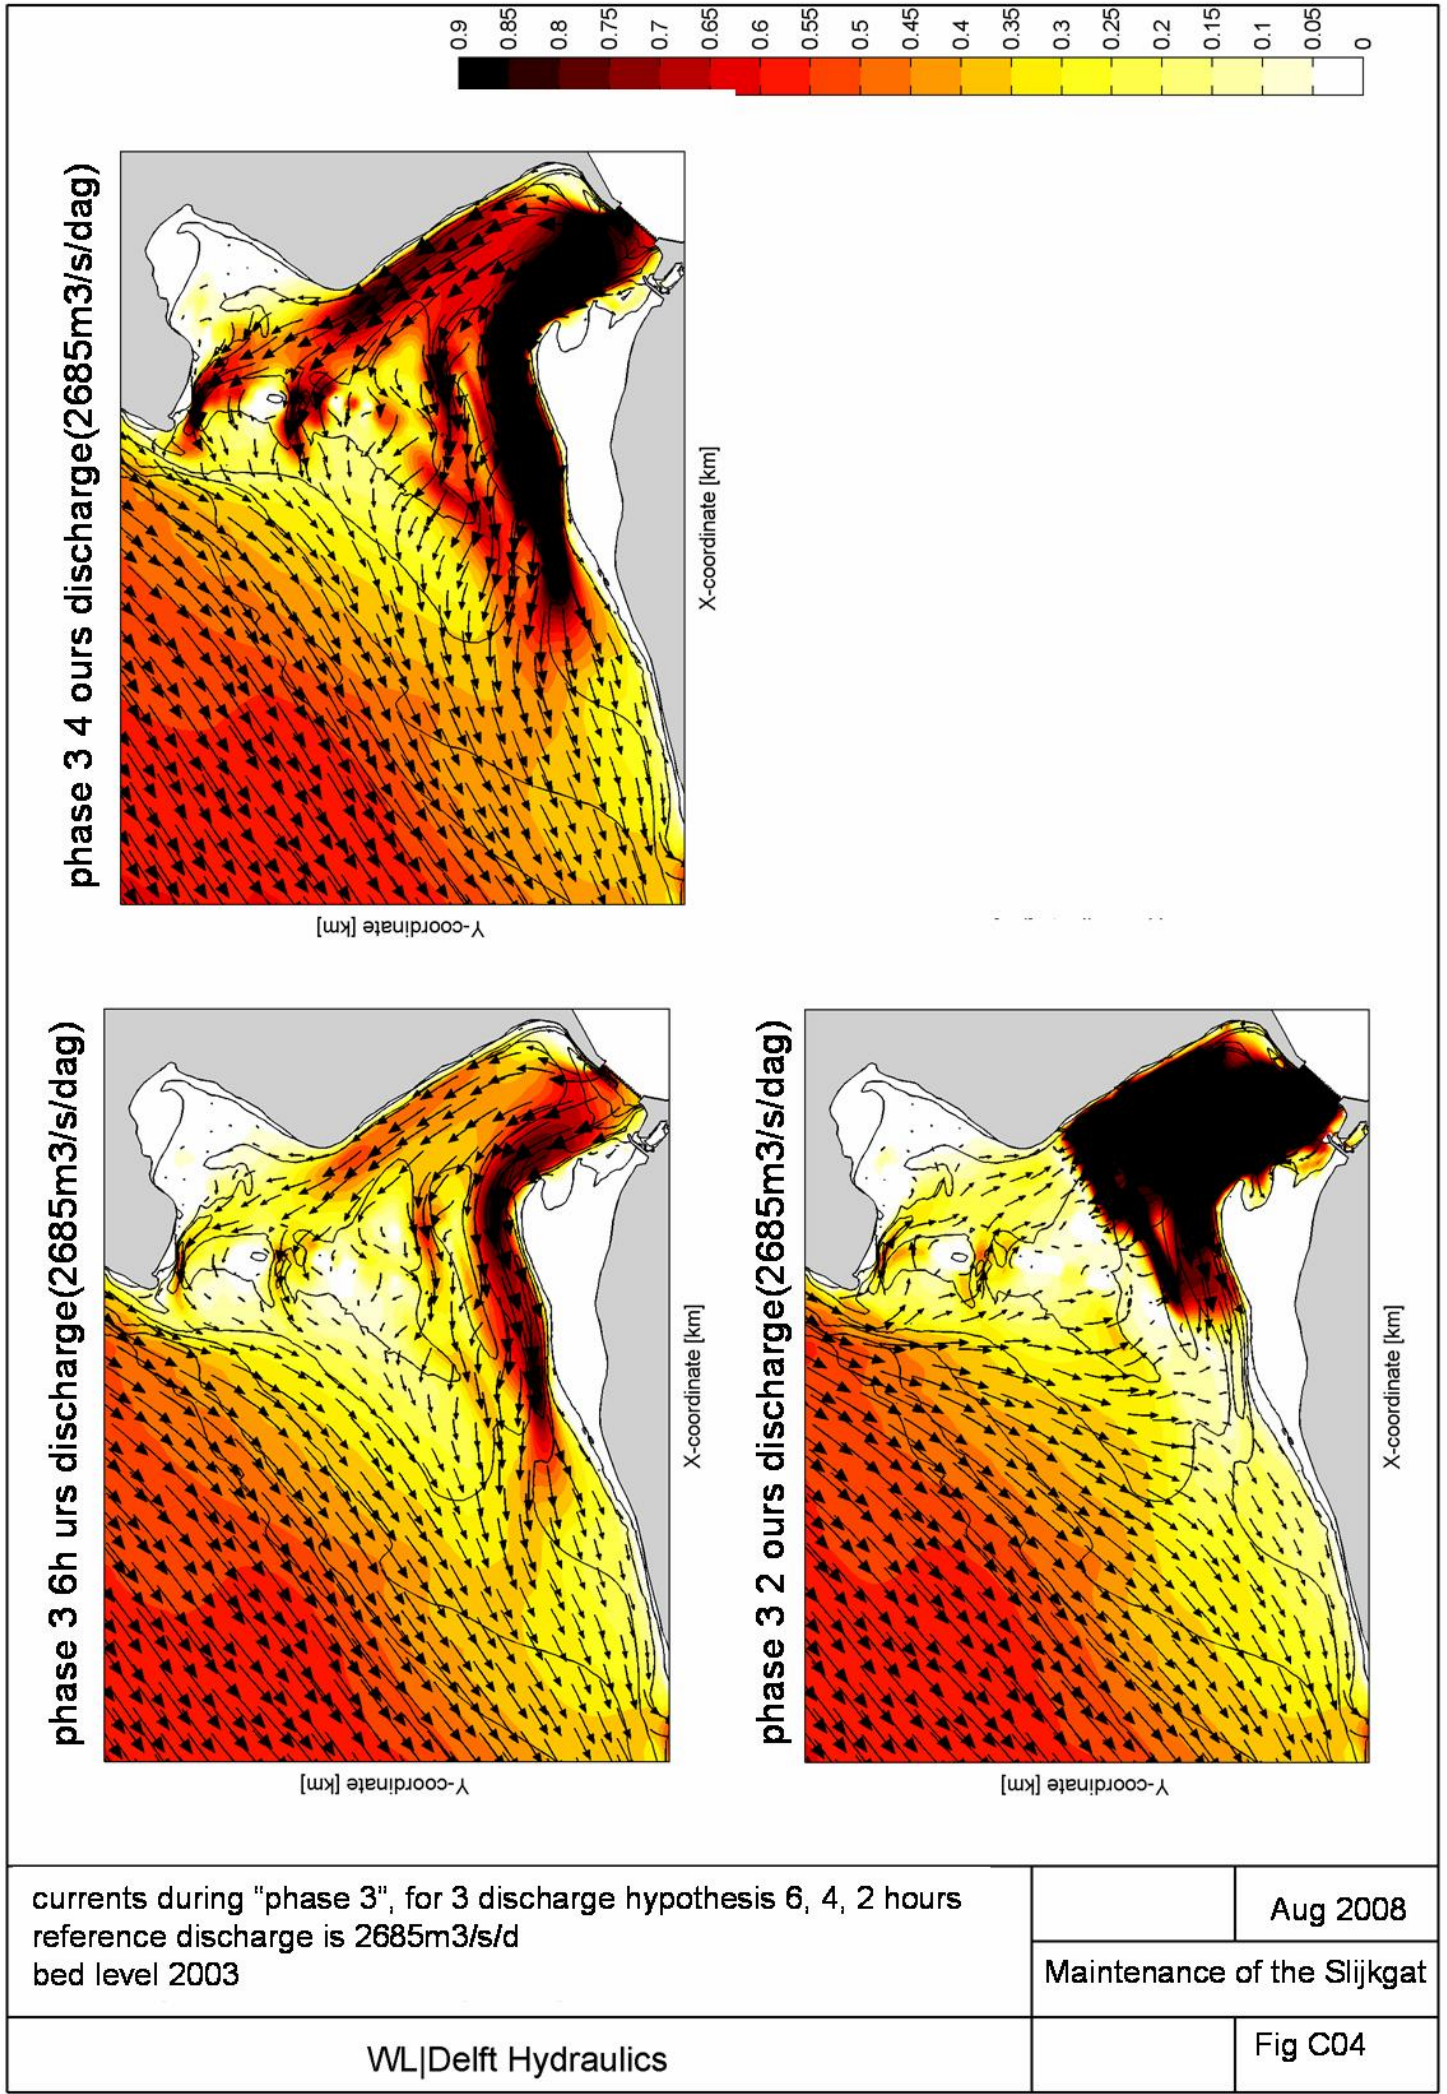 phase 3 4 ours discharge(2685m3/s/dag)
Y-coordinate [km]
X-coordinate [km]
0.9
0.85
0.8
0.75
0.7
0.65
0.6
0.55
0.5
0.45
0.4
0.35
0.3
0.25
0.2
0.15
0.1
0.05
0
phase 3 6h urs discharge(2685m3/s/dag)
Y-coordinate [km]
X-coordinate [km]
phase 3 2 ours discharge(2685m3/s/dag)
Y-coordinate [km]
X-coordinate [km]
currents during "phase 3", for 3 discharge hypothesis 6, 4, 2 hours
reference discharge is 2685m3/s/d
bed level 2003
Aug 2008
Maintenance of the Slijkgat
WL|Delft Hydraulics
Fig C04